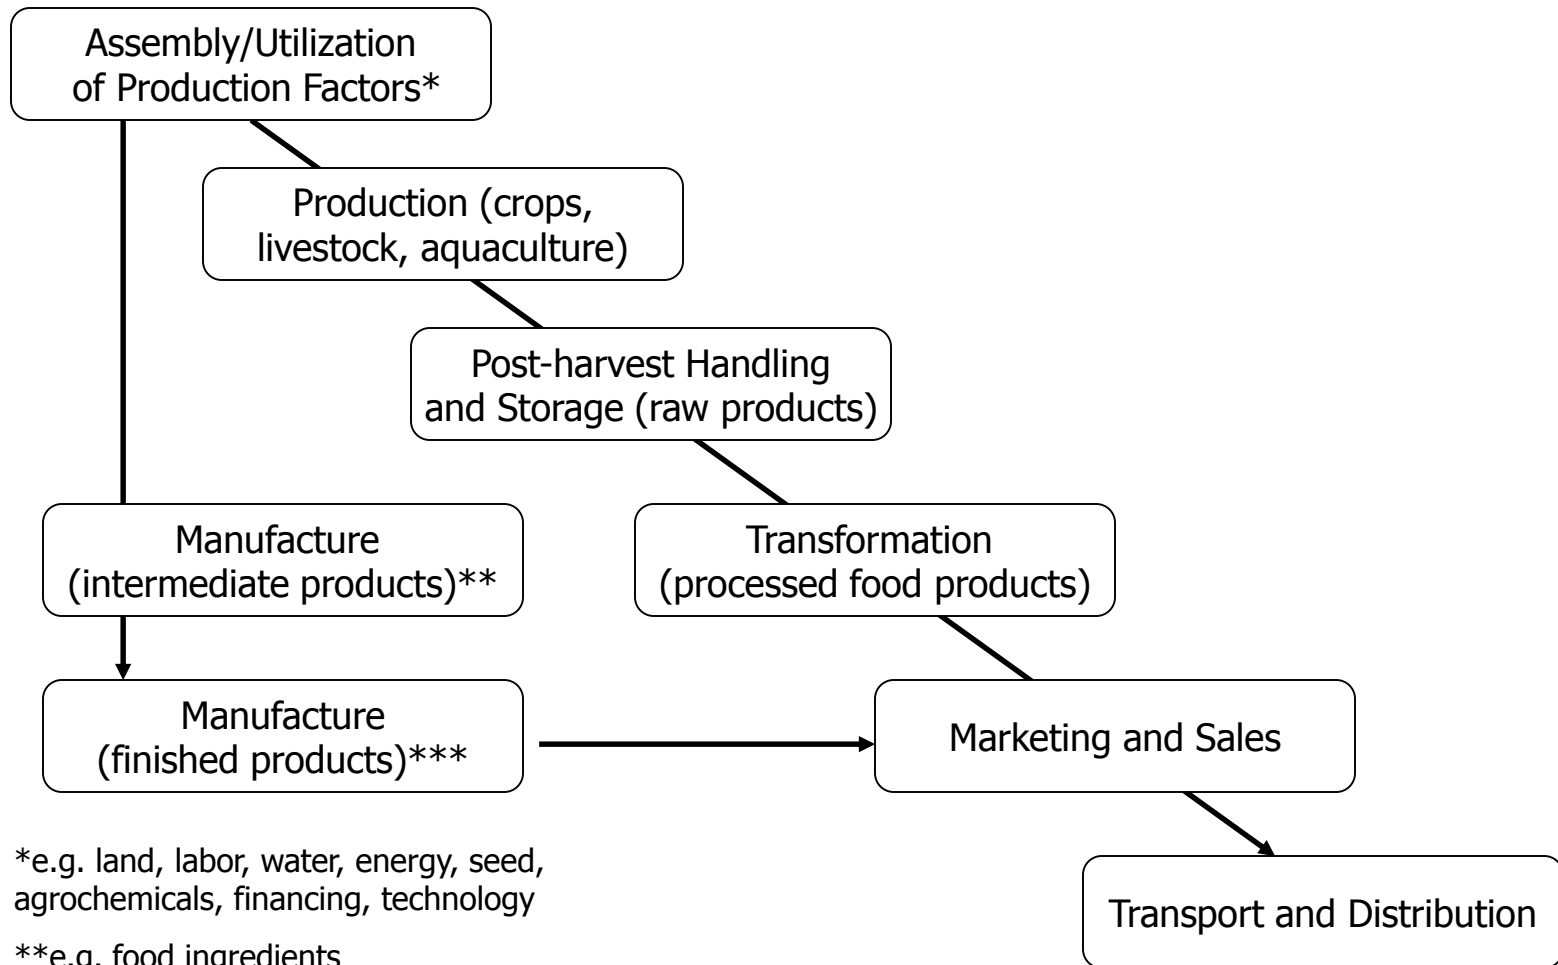 Assembly/Utilization
of Production Factors*
Production (crops,
livestock, aquaculture)
Post-harvest Handling
and Storage (raw products)
Manufacture
(intermediate products)**
Transformation
(processed food products)
Manufacture
(finished products)***
Marketing and Sales
*e.g. land, labor, water, energy, seed,
agrochemicals, financing, technology
Transport and Distribution
**e.g. food ingredients